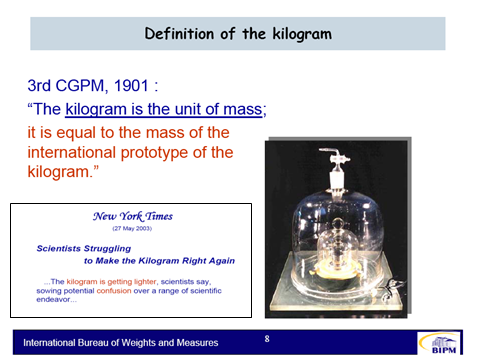 Definition of the kilogram
3rd CGPM, 1901 :
“The kilogram is the unit of mass;
it is equal to the mass of the
international prototype of the
kilogram.”
New York Times
(27 May 2003)
Scientists Struggling
to Make the Kilogram Right Again
...The kilogram is getting lighter, scientists say,
sowing potential confusion over a range of scientific
endeavor...
International Bureau of Weights and Measures
8
BIPM